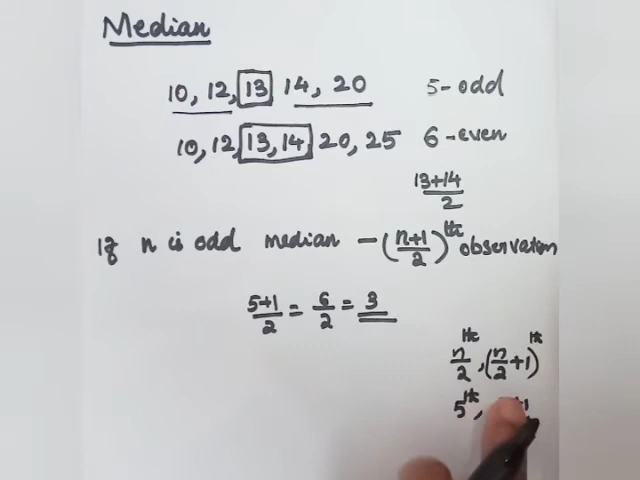 Median
10, 12, 13 14, 20 5-odd
10, 12, 13, 14 20, 25 6-even
13+14
2
If n is odd median - (n+1/2)th observation
5+1/2 = 6/2 = 3
n/2 th, (n/2+1)th
5th, +1